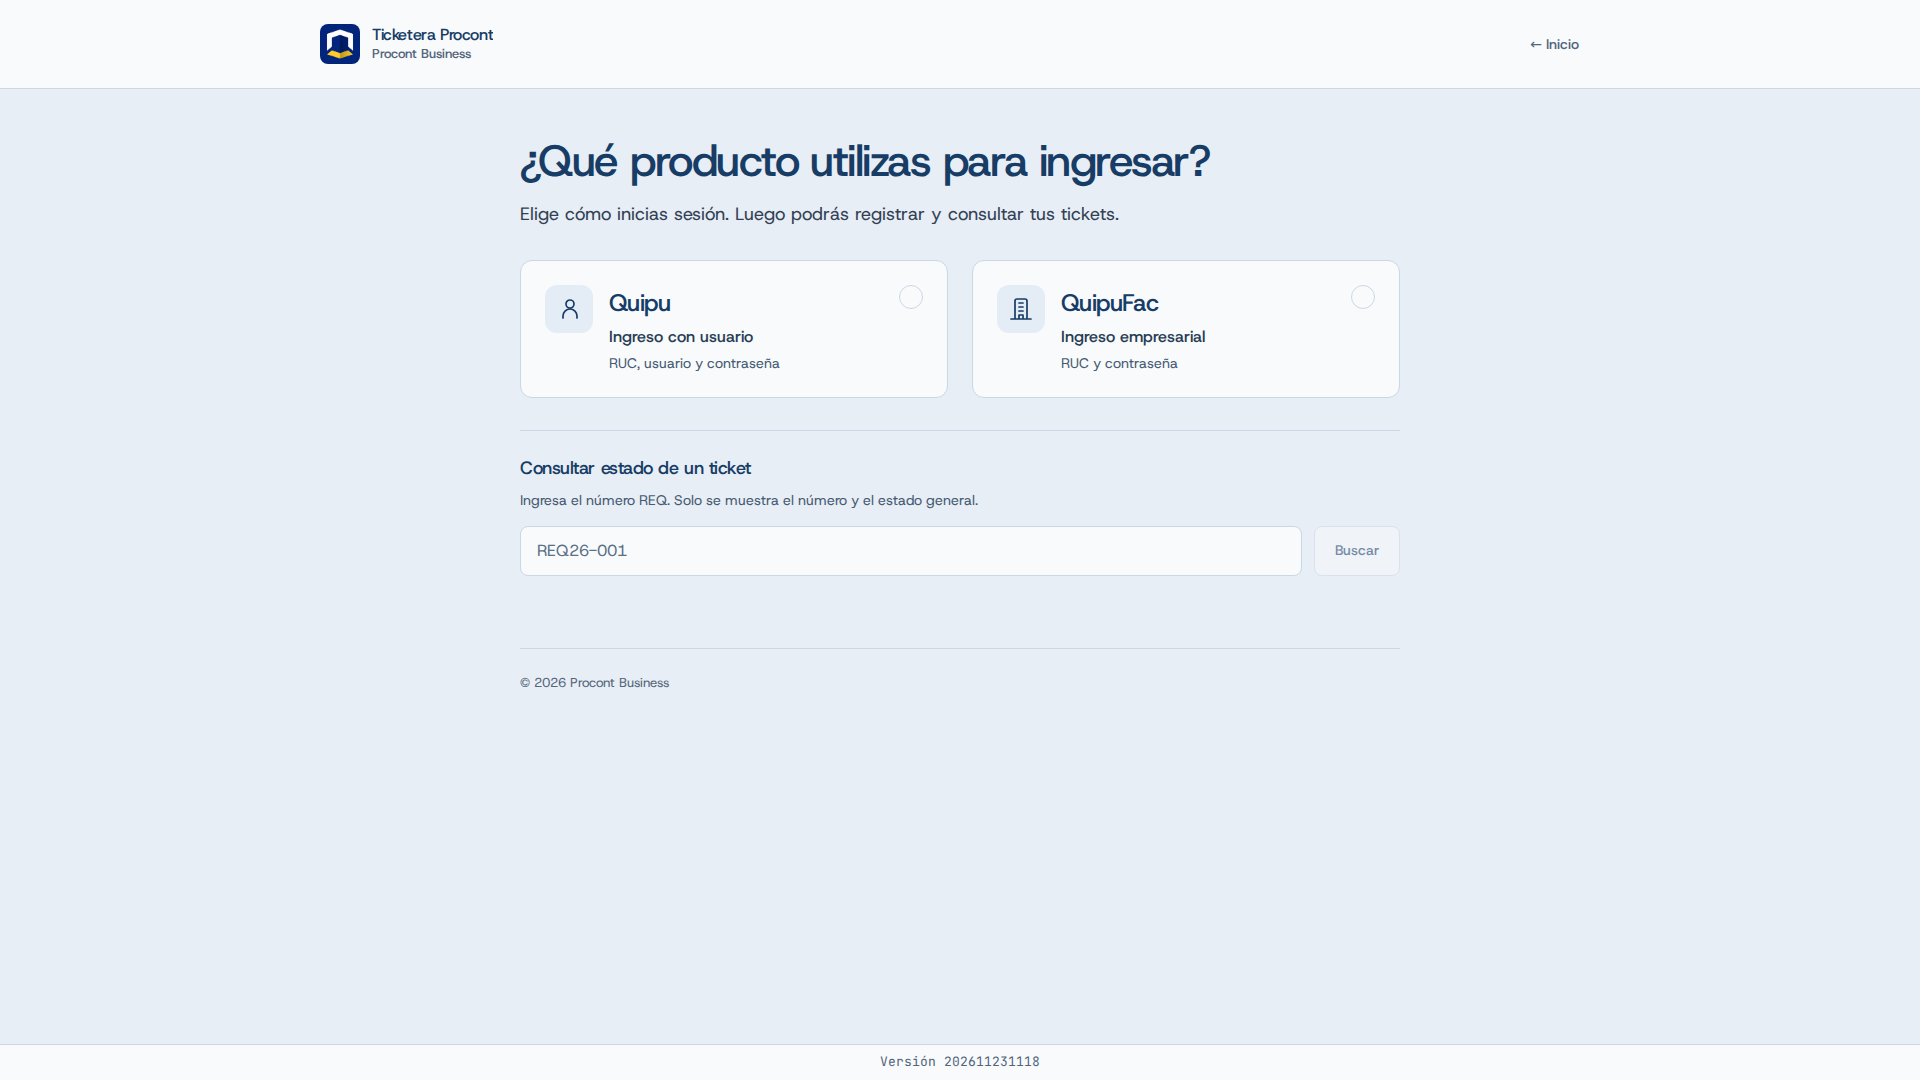 Ticketera Procont
Procont Business
← Inicio
¿Qué producto utilizas para ingresar?
Elige cómo inicias sesión. Luego podrás registrar y consultar tus tickets.
Quipu
Ingreso con usuario
RUC, usuario y contraseña
QuipuFac
Ingreso empresarial
RUC y contraseña
Consultar estado de un ticket
Ingresa el número REQ. Solo se muestra el número y el estado general.
REQ26-001
Buscar
© 2026 Procont Business
Versión 202611231118